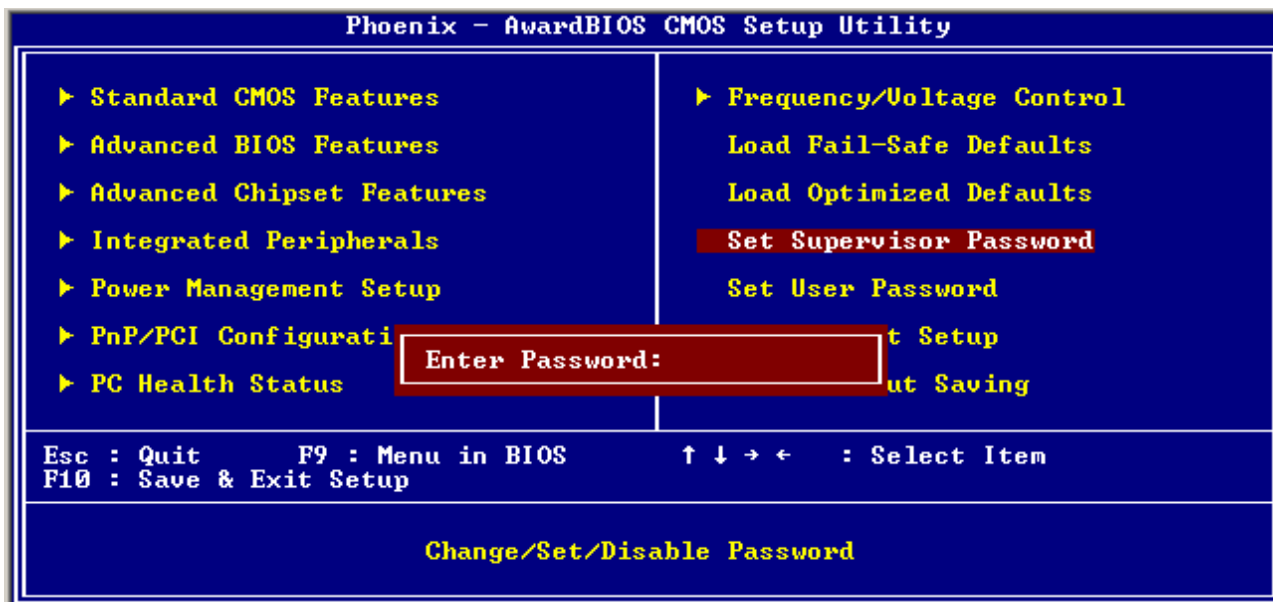 Phoenix - AwardBIOS CMOS Setup Utility
▶ Standard CMOS Features
▶ Advanced BIOS Features
▶ Advanced Chipset Features
▶ Integrated Peripherals
▶ Power Management Setup
▶ PnP/PCI Configurati
▶ PC Health Status
▶ Frequency/Voltage Control
Load Fail-Safe Defaults
Load Optimized Defaults
Set Supervisor Password
Set User Password
t Setup
ut Saving
Enter Password:
Esc : Quit F9 : Menu in BIOS ↑ ↓ → ← : Select Item
F10 : Save & Exit Setup
Change/Set/Disable Password